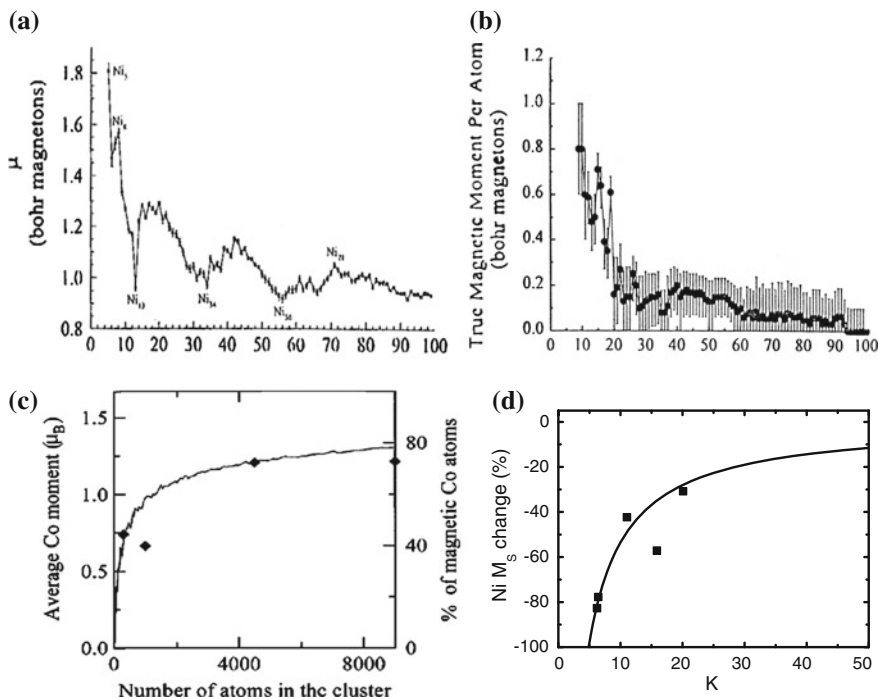 (a)
μ
(bohr magnetons)
1.8
1.6
1.4
1.2
1.0
0.8
Ni5
Ni8
Ni13
Ni34
Ni56
Ni71
0 10 20 30 40 50 60 70 80 90 100
(b)
True Magnetic Moment Per Atom
(bohr magnetons)
1.2
1.0
0.8
0.6
0.4
0.2
0.0
0 10 20 30 40 50 60 70 80 90 100
(c)
Average Co moment (μB)
1.5
1.25
0.75
0.0
0 4000 8000
Number of atoms in the cluster
80
40
0
% of magnetic Co atoms
(d)
Ni Ms change (%)
0
-20
-40
-60
-80
-100
0 10 20 30 40 50
K